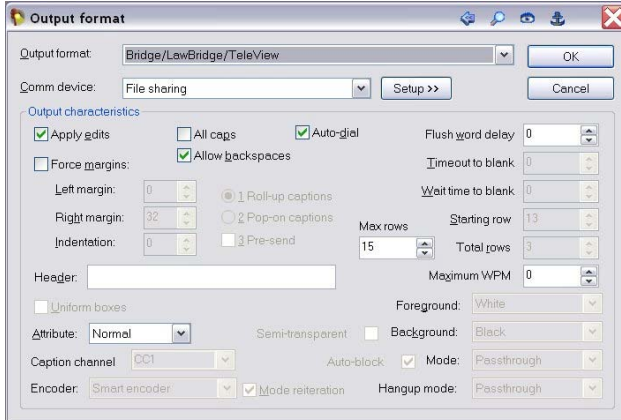 Output format
Output format: Bridge/LawBridge/TeleView OK
Comm device: File sharing Setup >> Cancel
Output characteristics
Apply edits All caps Auto-dial Flush word delay 0
Force margins: Allow backspaces Timeout to blank 0
Left margin: 0 1 Roll-up captions Wait time to blank 0
Right margin: 32 2 Pop-on captions Max rows Starting row 13
Indentation: 0 3 Pre-send 15 Total rows 3
Header: Maximum WPM 0
Uniform boxes Foreground: White
Attribute: Normal Semi-transparent Background: Black
Caption channel CC1 Auto-block Mode: Passthrough
Encoder: Smart encoder Mode reiteration Hangup mode: Passthrough